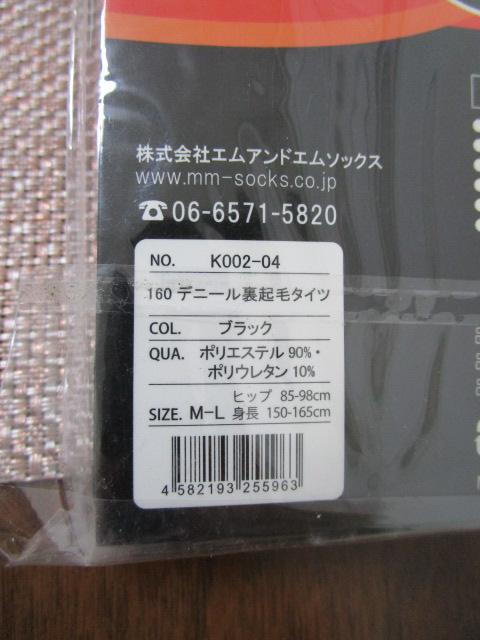 株式会社エムアンドエムソックス
www.mm-socks.co.jp
☎06-6571-5820
NO. K002-04
160 デニール裏起毛タイツ
COL. ブラック
QUA. ポリエステル 90%・
ポリウレタン 10%
ヒップ 85-98cm
SIZE. M-L 身長 150-165cm
4 582193 255963